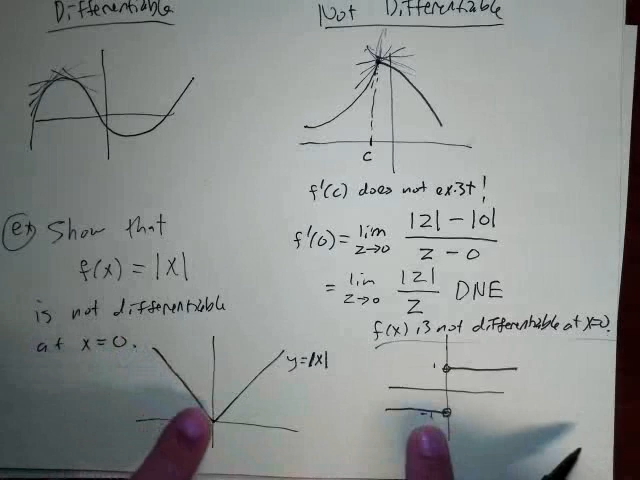 Differentiable
Not Differentiable
c
f'(c) does not exist!
(ex) Show that
f(x) = |x|
is not differentiable
at x=0.
f'(0) = lim z→0 |z| - |0| / z - 0
= lim z→0 |z| / z DNE
f(x) is not differentiable at x=0.
y=|x|
1
-1